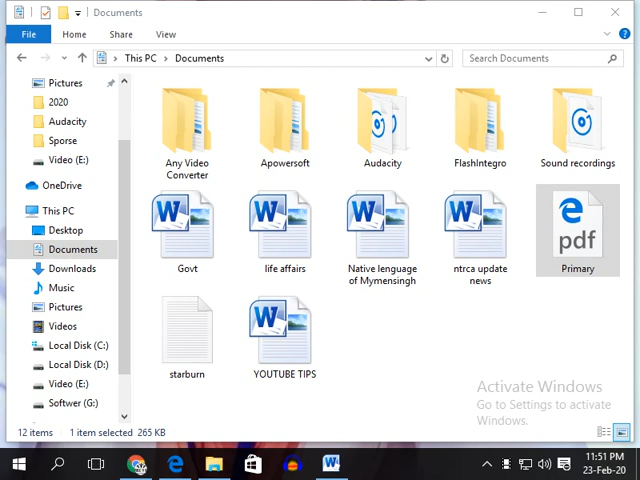 Documents
File Home Share View
This PC Documents Search Documents
Pictures
2020
Audacity
Sporse
Video (E:)
OneDrive
This PC
Desktop
Documents
Downloads
Music
Pictures
Videos
Local Disk (C:)
Local Disk (D:)
Video (E:)
Softwer (G:)
Any Video
Converter
Apowersoft
Audacity
FlashIntegro
Sound recordings
Govt
life affairs
Native lenguage
of Mymensingh
ntrca update
news
pdf
Primary
starburn
YOUTUBE TIPS
Activate Windows
Go to Settings to activate
Windows.
12 items 1 item selected 265 KB
11:51 PM
23-Feb-20